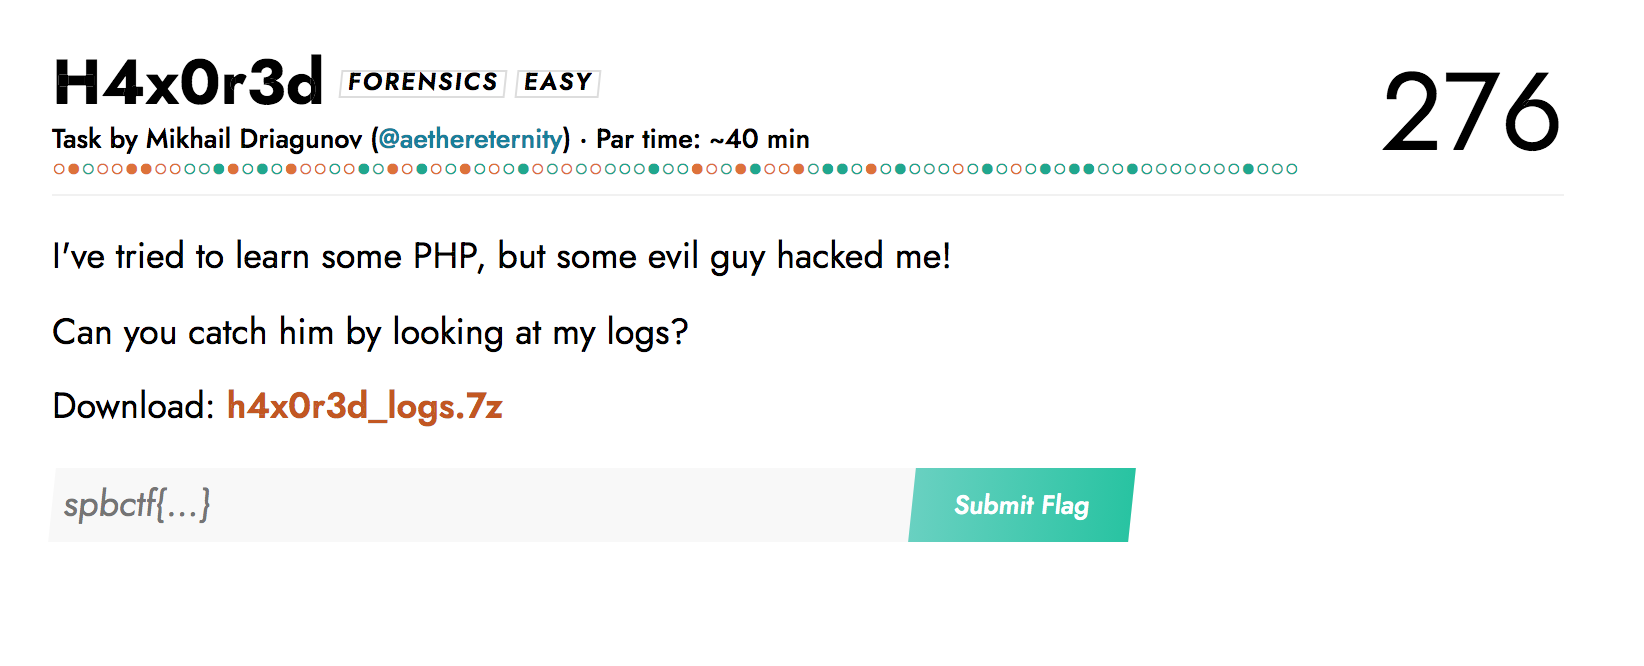 H4x0r3d FORENSICS EASY 276
Task by Mikhail Driagunov (@aethereternity) · Par time: ~40 min
I've tried to learn some PHP, but some evil guy hacked me!
Can you catch him by looking at my logs?
Download: h4x0r3d_logs.7z
spbctf{...} Submit Flag